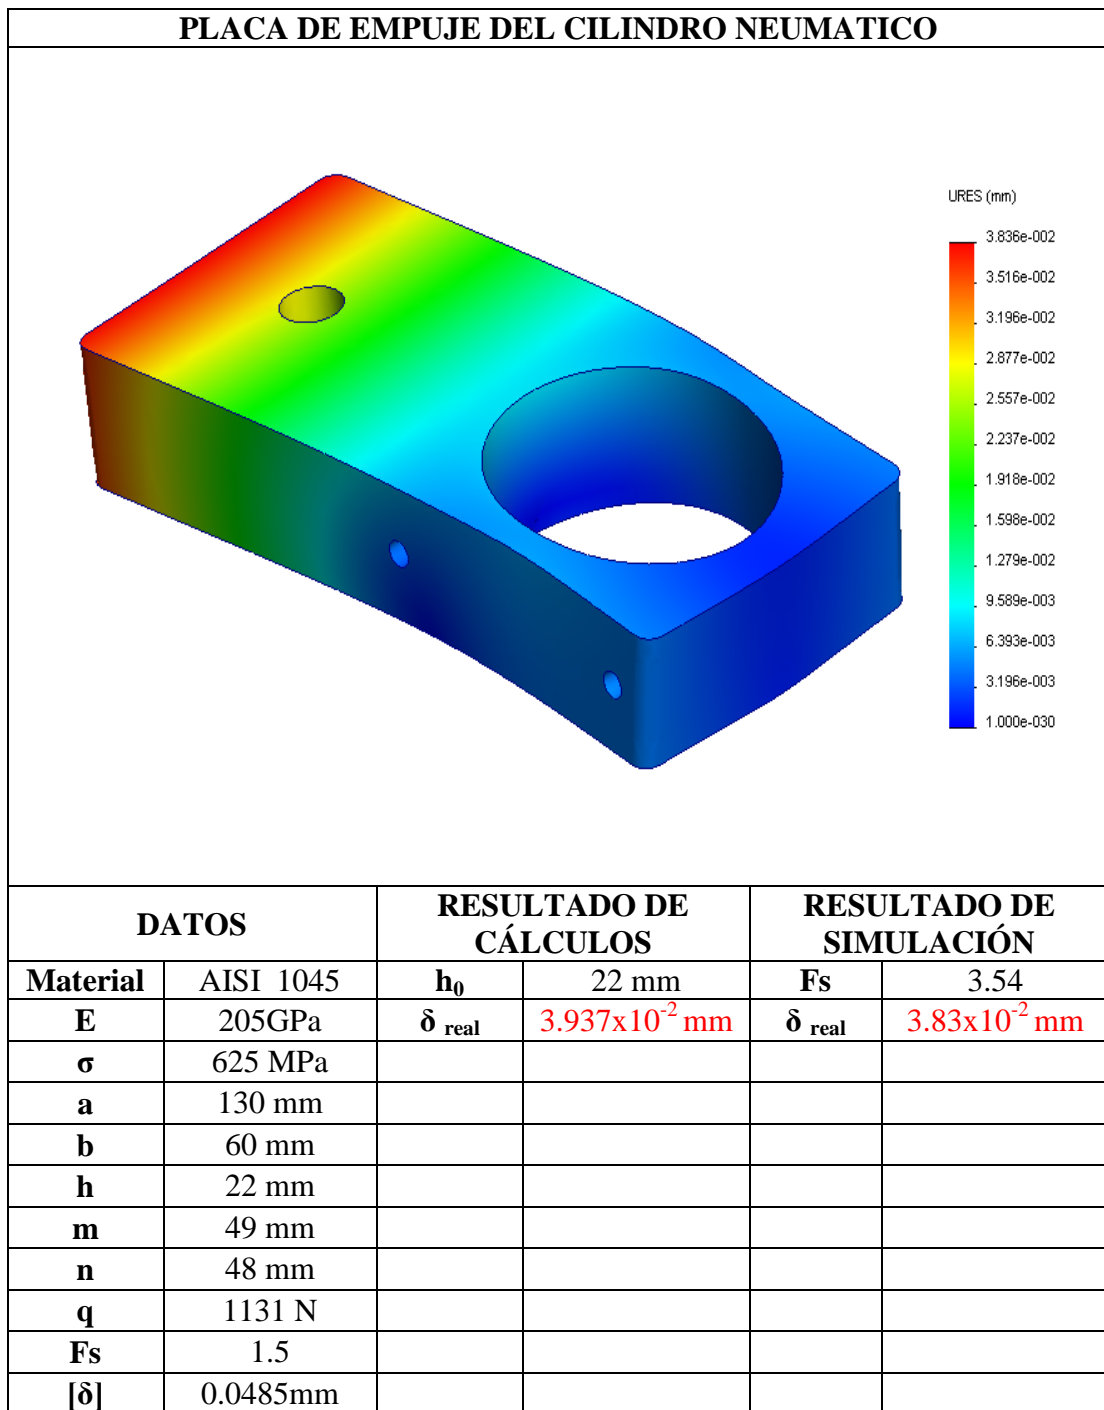 PLACA DE EMPUJE DEL CILINDRO NEUMATICO
URES (mm)
3.836e-002
3.516e-002
3.196e-002
2.877e-002
2.557e-002
2.237e-002
1.918e-002
1.598e-002
1.279e-002
9.589e-003
6.393e-003
3.196e-003
1.000e-030
DATOS RESULTADO DE CÁLCULOS RESULTADO DE SIMULACIÓN
Material AISI 1045 h₀ 22 mm Fs 3.54
E 205GPa δ real 3.937x10⁻² mm δ real 3.83x10⁻² mm
σ 625 MPa
a 130 mm
b 60 mm
h 22 mm
m 49 mm
n 48 mm
q 1131 N
Fs 1.5
[δ] 0.0485mm